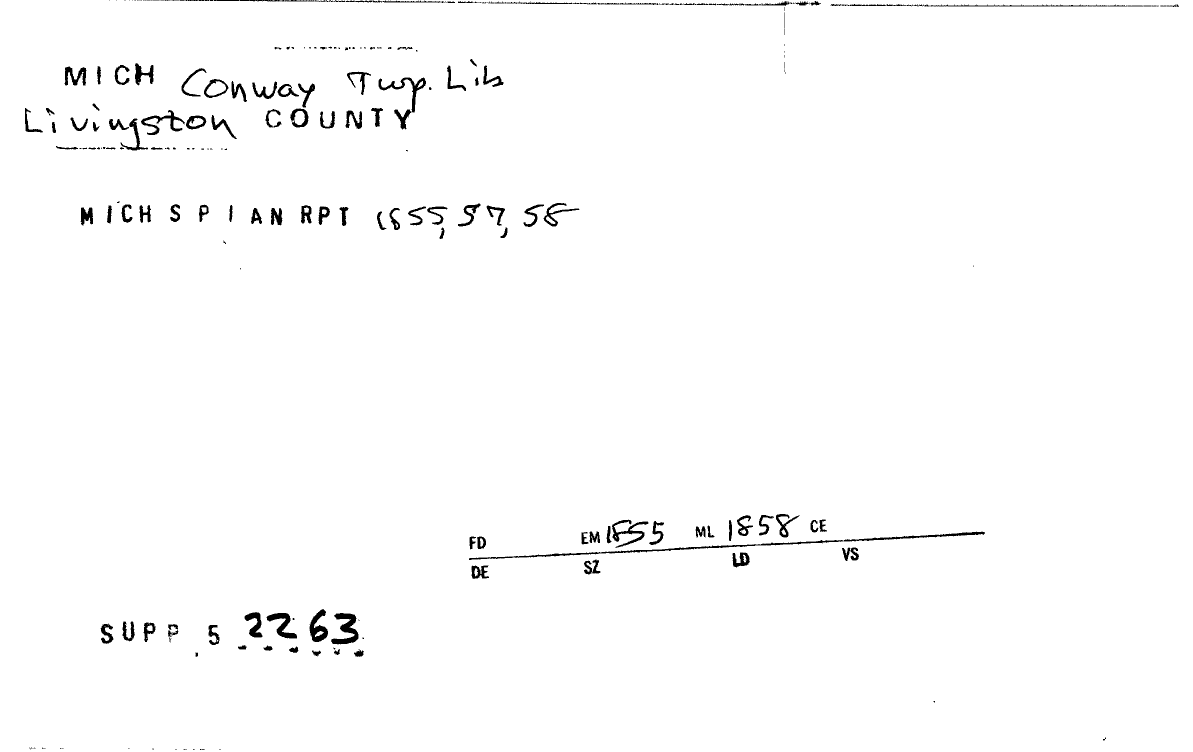 MICH Conway Twp. Lib
Livingston COUNTY
MICH S P I AN RPT 1855, 57, 58
FD EM 1855 ML 1858 CE
DE SZ LD VS
SUPP 5 2263